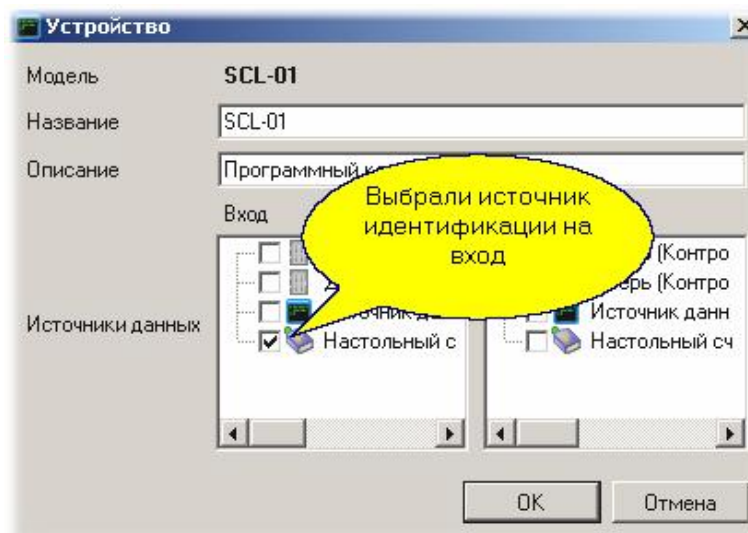 Устройство
Модель SCL-01
Название SCL-01
Описание Программный
Вход
Выбрали источник
идентификации на
вход
(Контро
(Контро
Источник данн
Источники данных
Настольный с
Настольный сч
OK Отмена